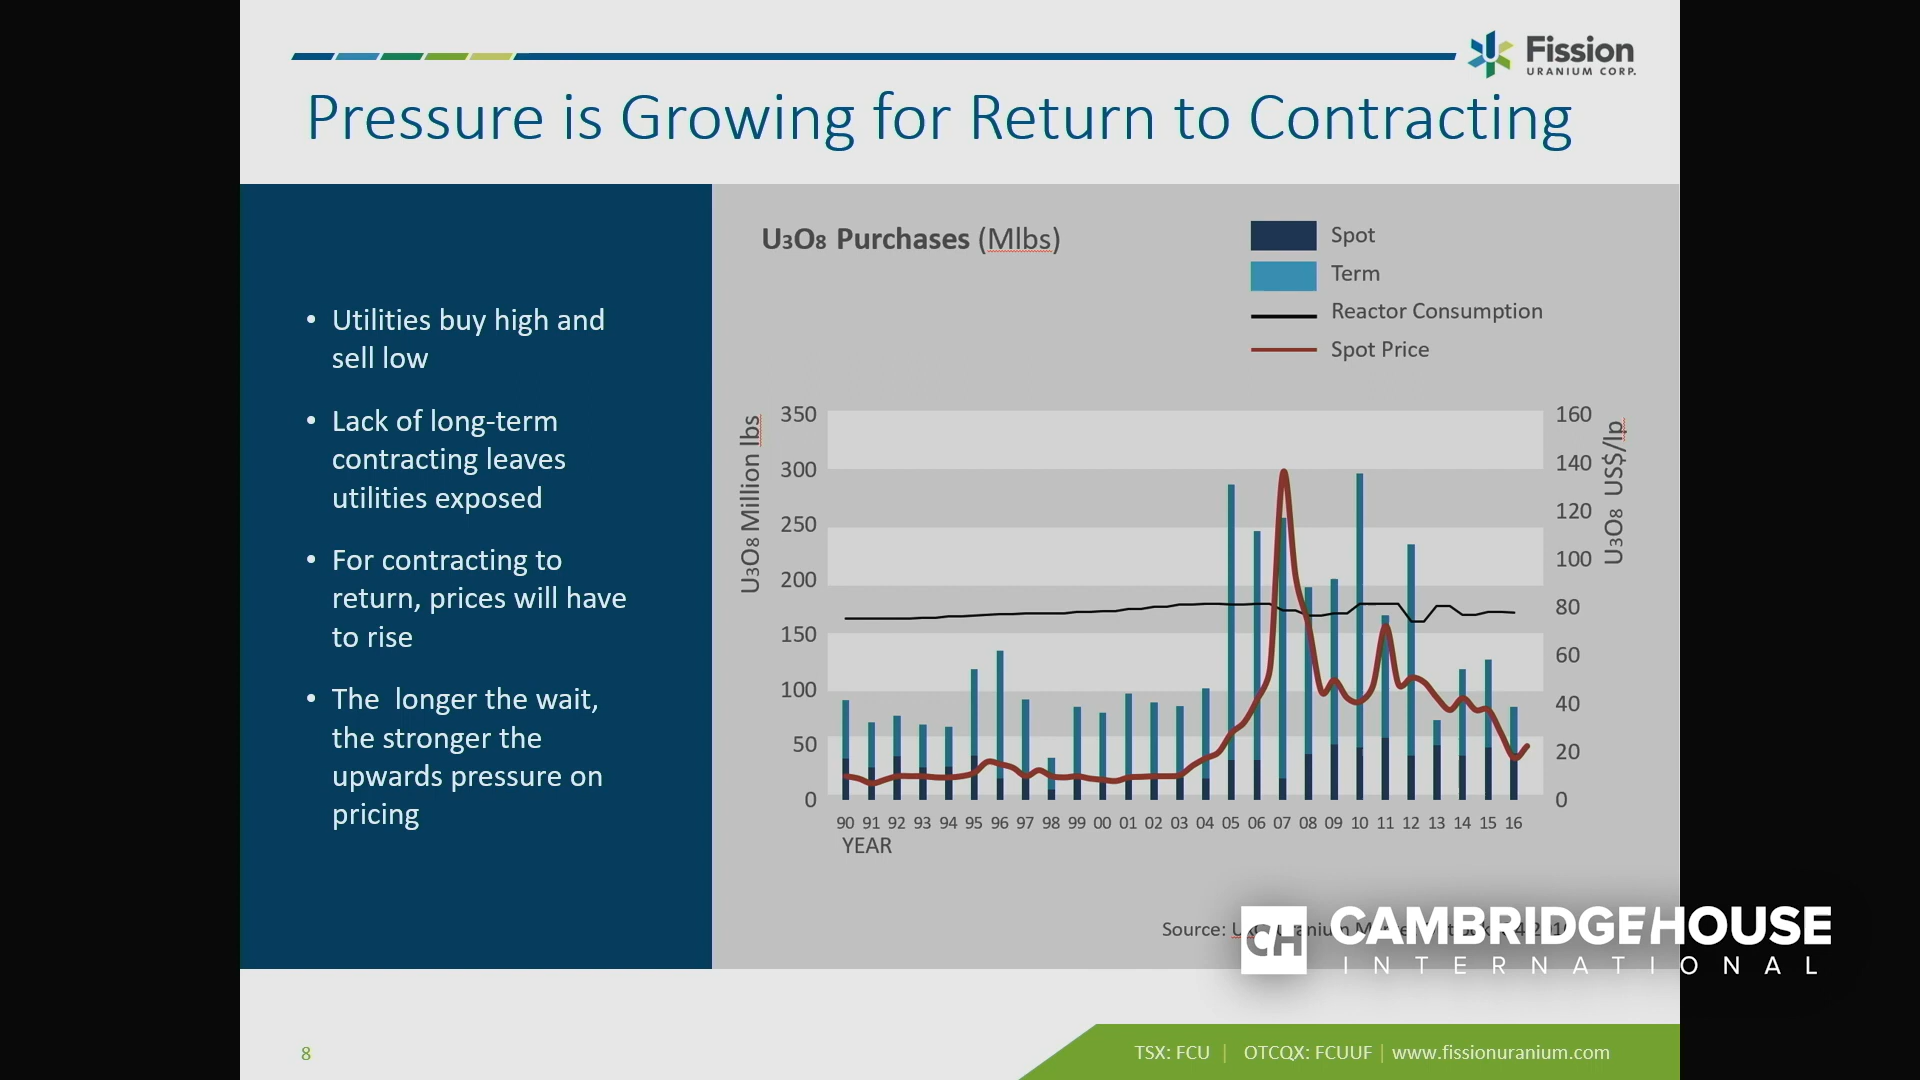 Fission
URANIUM CORP.
Pressure is Growing for Return to Contracting
• Utilities buy high and
sell low
• Lack of long-term
contracting leaves
utilities exposed
• For contracting to
return, prices will have
to rise
• The longer the wait,
the stronger the
upwards pressure on
pricing
U3O8 Purchases (Mlbs)
Spot
Term
Reactor Consumption
Spot Price
U3O8 Million lbs
350
300
250
200
150
100
50
0
160
140
120
100
80
60
40
20
0
U3O8 US$/lp
90 91 92 93 94 95 96 97 98 99 00 01 02 03 04 05 06 07 08 09 10 11 12 13 14 15 16
YEAR
Source:
CH CAMBRIDGEHOUSE
INTERNATIONAL
8
TSX: FCU | OTCQX: FCUUF | www.fissionuranium.com